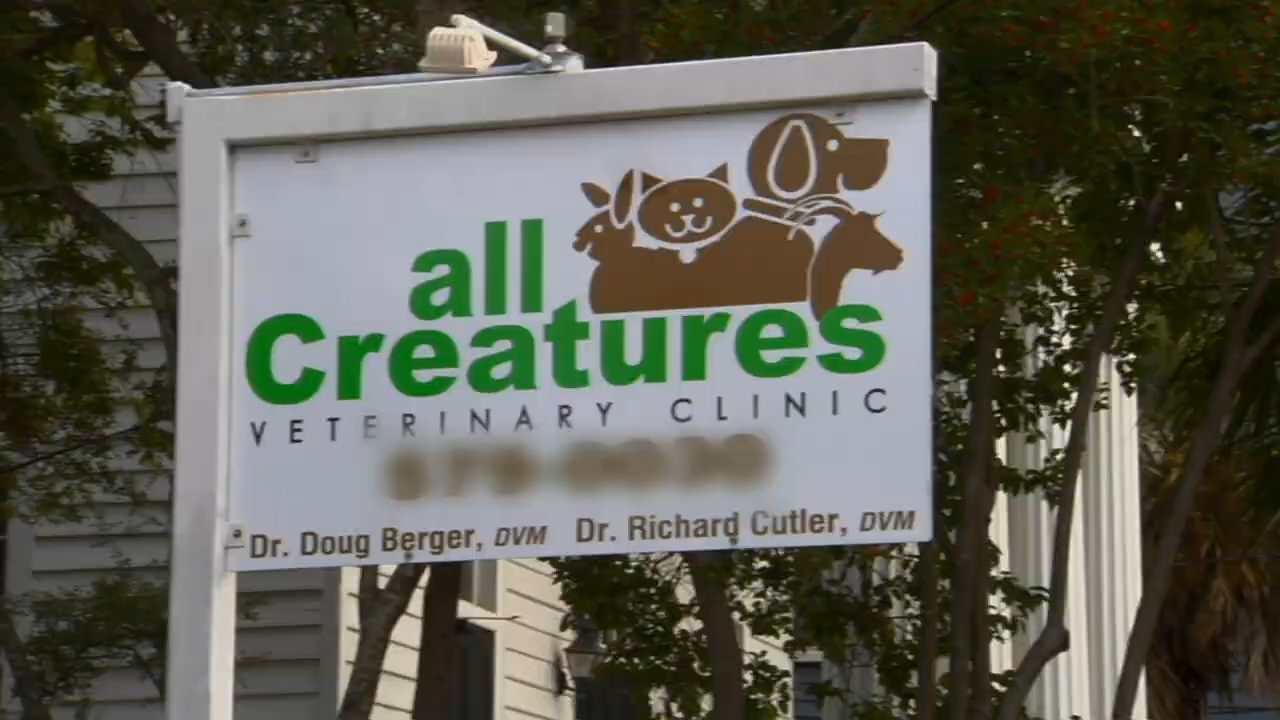 all
Creatures
VETERINARY CLINIC
Dr. Doug Berger, DVM Dr. Richard Cutler, DVM